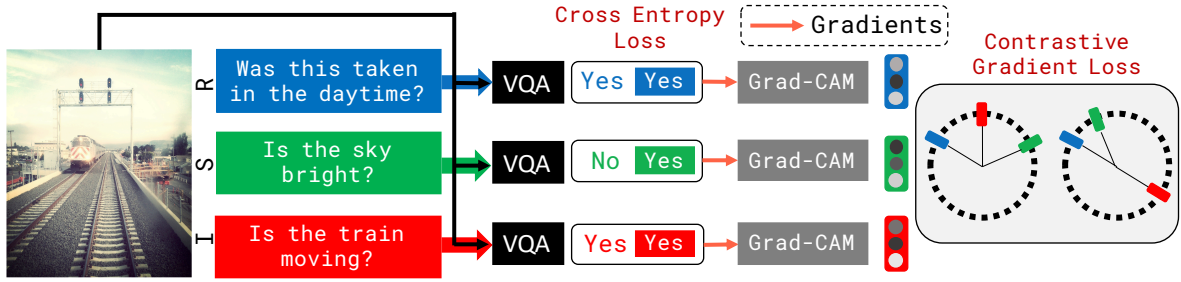 Cross Entropy
Loss
Gradients
Contrastive
Gradient Loss
R
Was this taken
in the daytime?
VQA
Yes
Yes
Grad-CAM
S
Is the sky
bright?
VQA
No
Yes
Grad-CAM
I
Is the train
moving?
VQA
Yes
Yes
Grad-CAM